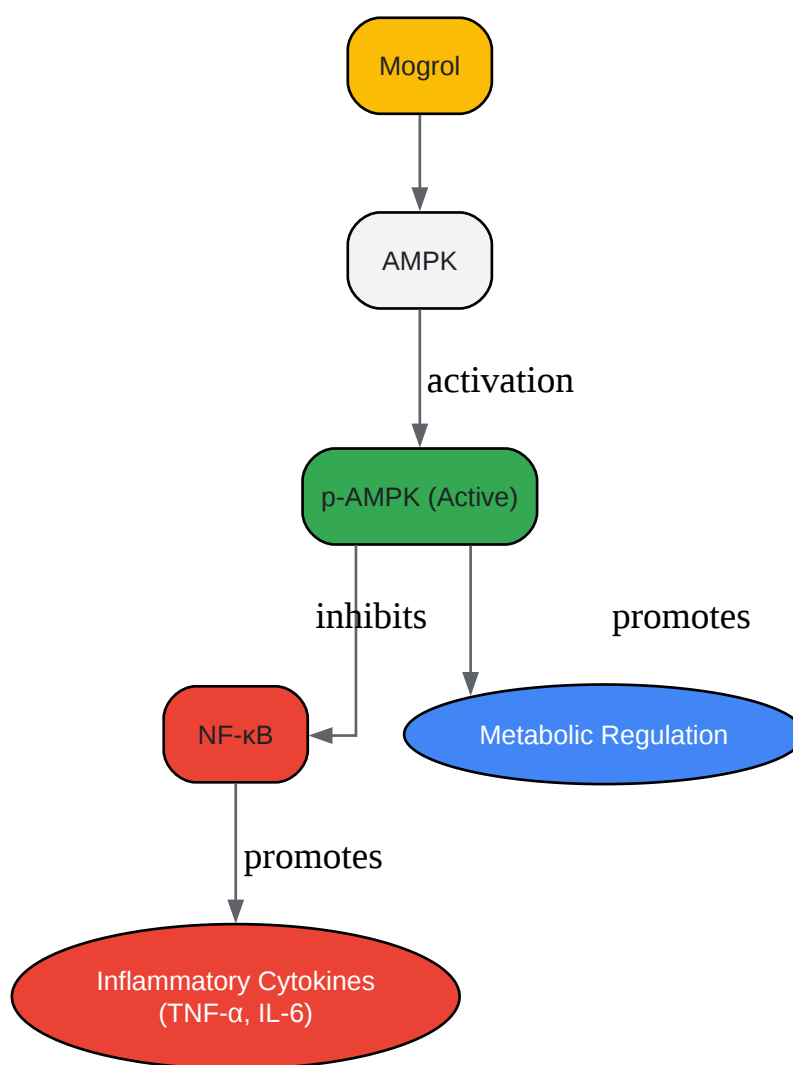 Mogrol
AMPK
activation
p-AMPK (Active)
inhibits
promotes
NF-κB
Metabolic Regulation
promotes
Inflammatory Cytokines
(TNF-α, IL-6)